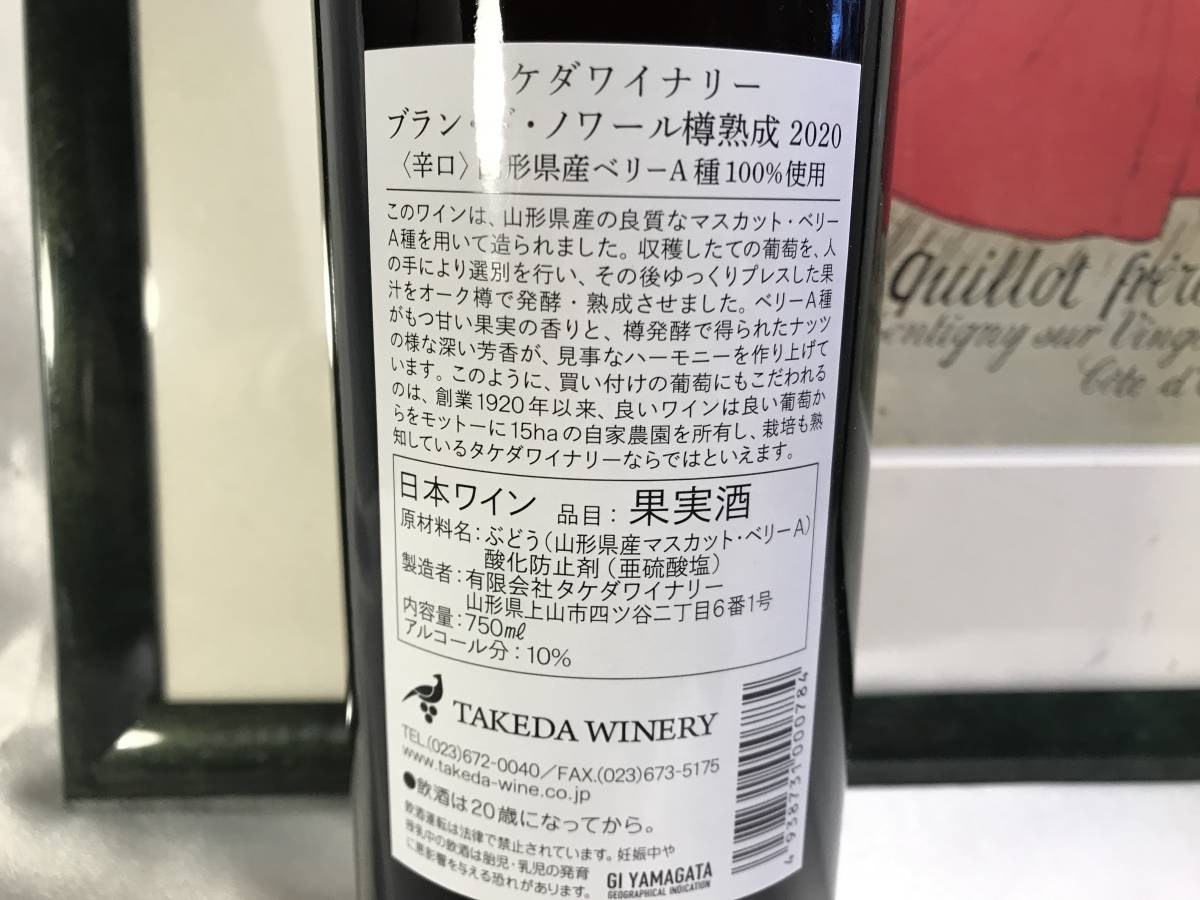 ケダワイナリー
ブラン・ド・ノワール樽熟成 2020
〈辛口〉山形県産ベリーA種100%使用
このワインは、山形県産の良質なマスカット・ベリー
A種を用いて造られました。収穫したての葡萄を、人
の手により選別を行い、その後ゆっくりプレスした果
汁をオーク樽で発酵・熟成させました。ベリーA種
がもつ甘い果実の香りと、樽発酵で得られたナッツ
の様な深い芳香が、見事なハーモニーを作り上げて
います。このように、買い付けの葡萄にもこだわれる
のは、創業1920年以来、良いワインは良い葡萄か
らをモットーに15haの自家農園を所有し、栽培も熟
知しているタケダワイナリーならではといえます。
日本ワイン 品目：果実酒
原材料名：ぶどう（山形県産マスカット・ベリーA）
酸化防止剤（亜硫酸塩）
製造者：有限会社タケダワイナリー
山形県上山市四ツ谷二丁目6番1号
内容量：750㎖
アルコール分：10%
TAKEDA WINERY
TEL.(023)672-0040／FAX.(023)673-5175
www.takeda-wine.co.jp
●飲酒は20歳になってから。
飲酒運転は法律で禁止されています。妊娠中や
授乳中の飲酒は胎児・乳児の発育
に悪影響を与える恐れがあります。
GI YAMAGATA
GEOGRAPHICAL INDICATION
4938731000784
quillot frér
sur Ving
Côte d'